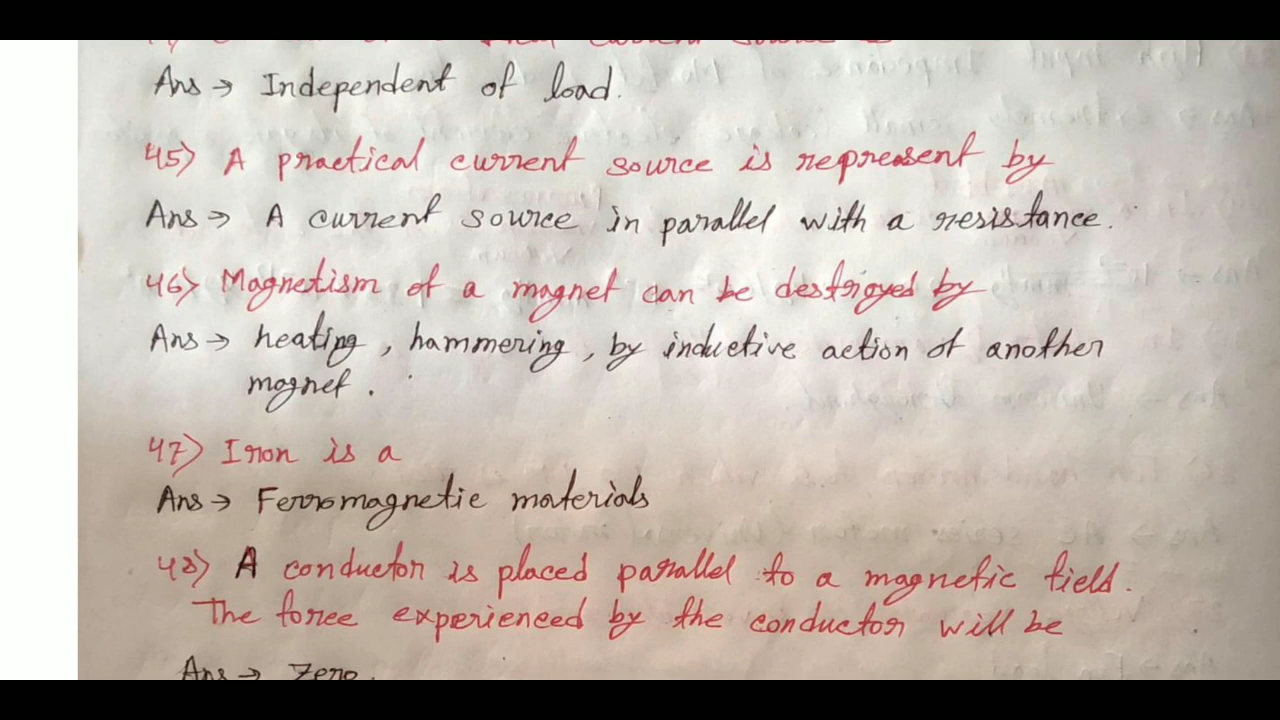 Ans → Independent of load.
45) A practical current source is represent by
Ans → A current source in parallel with a resistance.
46) Magnetism of a magnet can be destroyed by
Ans → heating, hammering, by inductive action of another
magnet.
47) Iron is a
Ans → Ferromagnetic materials
48) A conductor is placed parallel to a magnetic field.
The force experienced by the conductor will be
Ans → Zero.